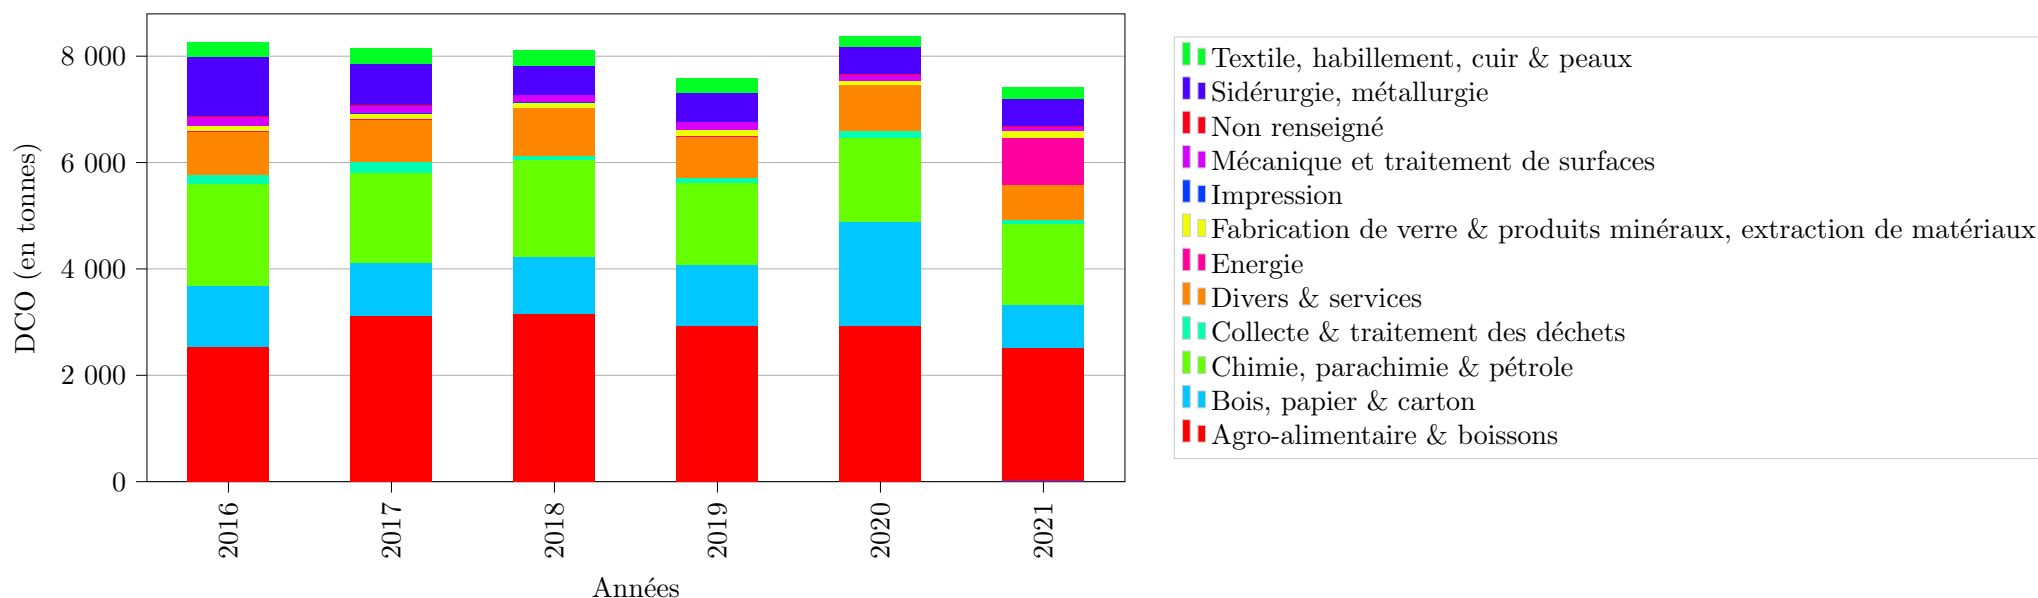 DCO (en tonnes)
8 000
6 000
4 000
2 000
0
2016
2017
2018
2019
2020
2021
Années
Textile, habillement, cuir & peaux
Sidérurgie, métallurgie
Non renseigné
Mécanique et traitement de surfaces
Impression
Fabrication de verre & produits minéraux, extraction de matériaux
Energie
Divers & services
Collecte & traitement des déchets
Chimie, parachimie & pétrole
Bois, papier & carton
Agro-alimentaire & boissons